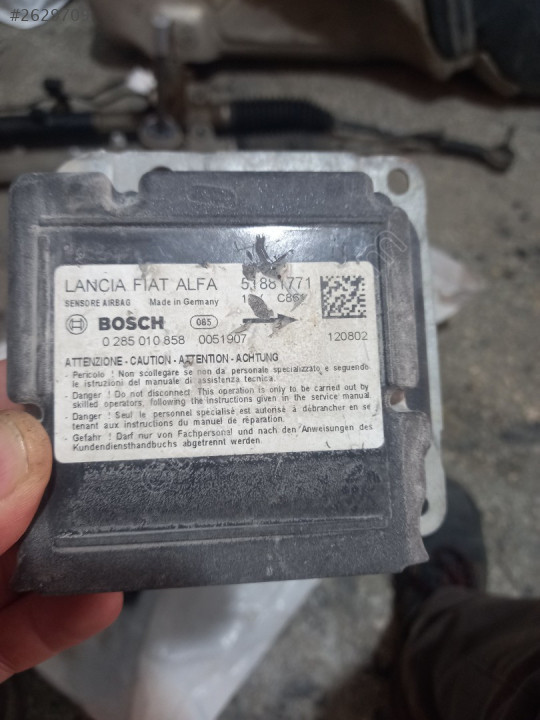 LANCIA FIAT ALFA 51881771
SENSORE AIRBAG Made in Germany C861
BOSCH 065
0 285 010 858 0051907 120802
ATTENZIONE - CAUTION - ATTENTION - ACHTUNG
- Pericolo ! Non scollegare se non da personale specializzato e seguendo
le istruzioni del manuale di assistenza tecnica.
- Danger ! Do not disconnect. This operation is only to be carried out by
skilled operators, following the instructions given in the service manual.
- Danger ! Seul le personnel spécialisé est autorisé à débrancher en se
tenant aux instructions du manuel de réparation.
- Gefahr ! Darf nur von Fachpersonal und nach den Anweisungen des
Kundendiensthandbuchs abgetrennt werden.